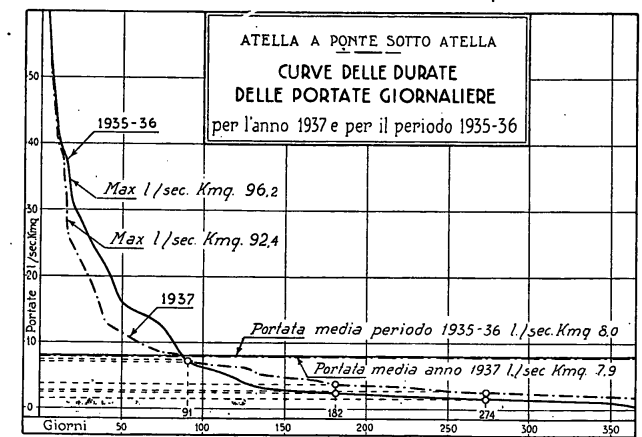 ATELLA A PONTE SOTTO ATELLA
CURVE DELLE DURATE
DELLE PORTATE GIORNALIERE
per l'anno 1937 e per il periodo 1935-36
Portate l/sec.Kmq
50
40
30
20
10
0
1935-36
Max l/sec. Kmq. 96,2
Max l/sec. Kmq. 92,4
1937
Portata media periodo 1935-36 l./sec.Kmq 8,0
Portata media anno 1937 l./sec Kmq. 7,9
Giorni 50 91 100 150 182 200 250 274 300 350